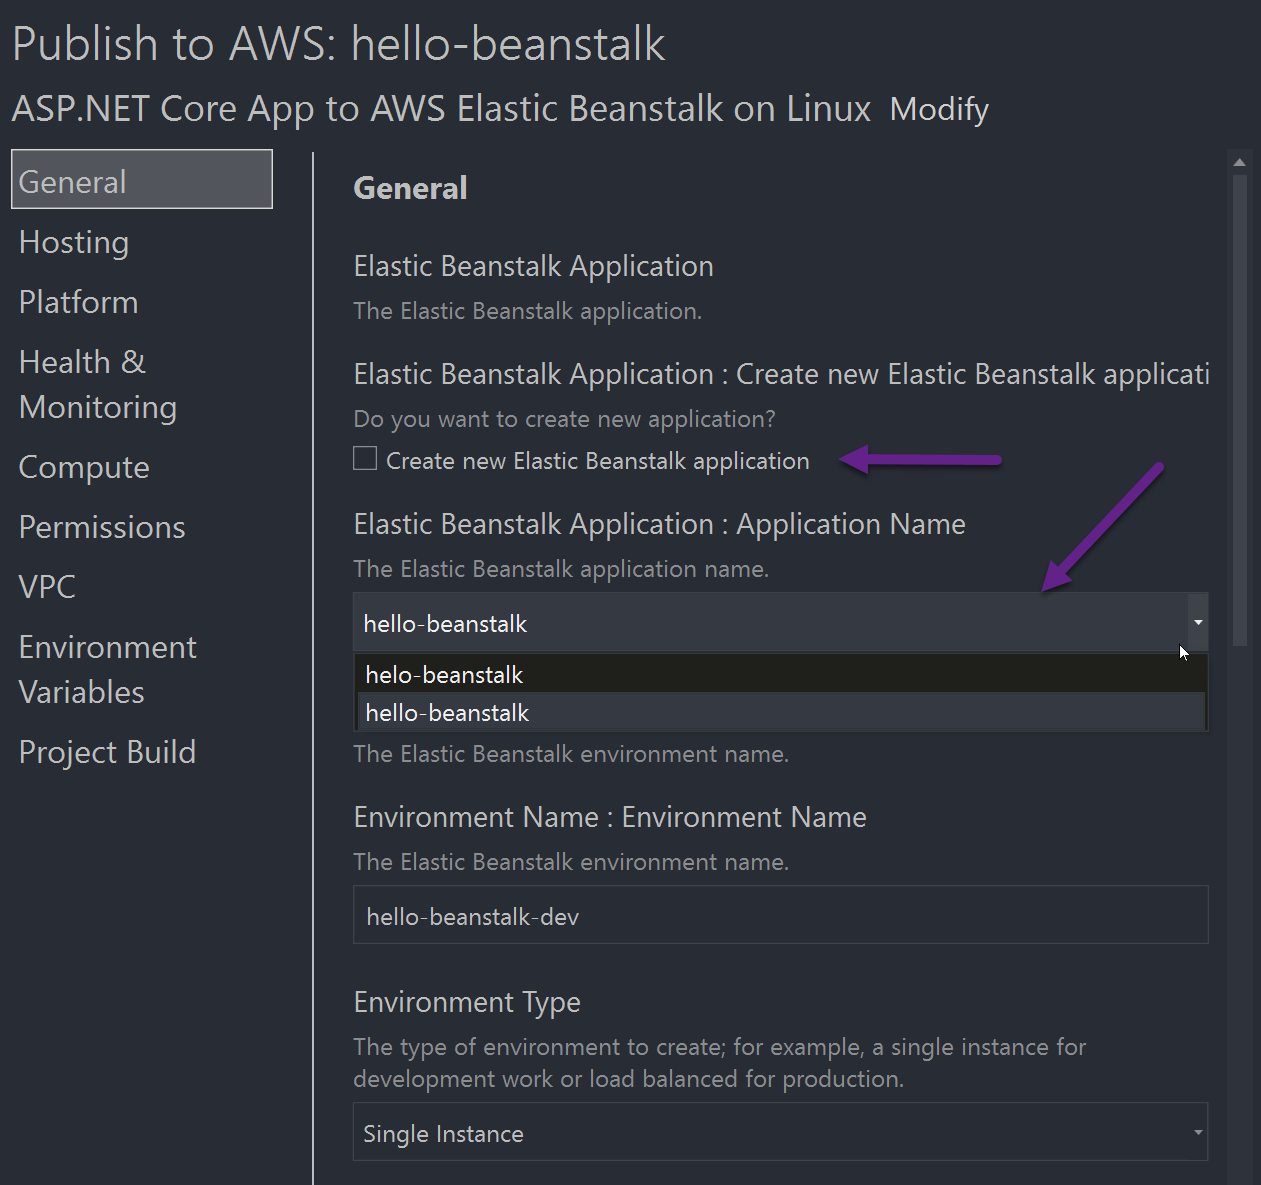 Publish to AWS: hello-beanstalk
ASP.NET Core App to AWS Elastic Beanstalk on Linux Modify
General
Hosting
Platform
Health &
Monitoring
Compute
Permissions
VPC
Environment
Variables
Project Build
General
Elastic Beanstalk Application
The Elastic Beanstalk application.
Elastic Beanstalk Application : Create new Elastic Beanstalk applicati
Do you want to create new application?
Create new Elastic Beanstalk application
Elastic Beanstalk Application : Application Name
The Elastic Beanstalk application name.
hello-beanstalk
helo-beanstalk
hello-beanstalk
The Elastic Beanstalk environment name.
Environment Name : Environment Name
The Elastic Beanstalk environment name.
hello-beanstalk-dev
Environment Type
The type of environment to create; for example, a single instance for
development work or load balanced for production.
Single Instance